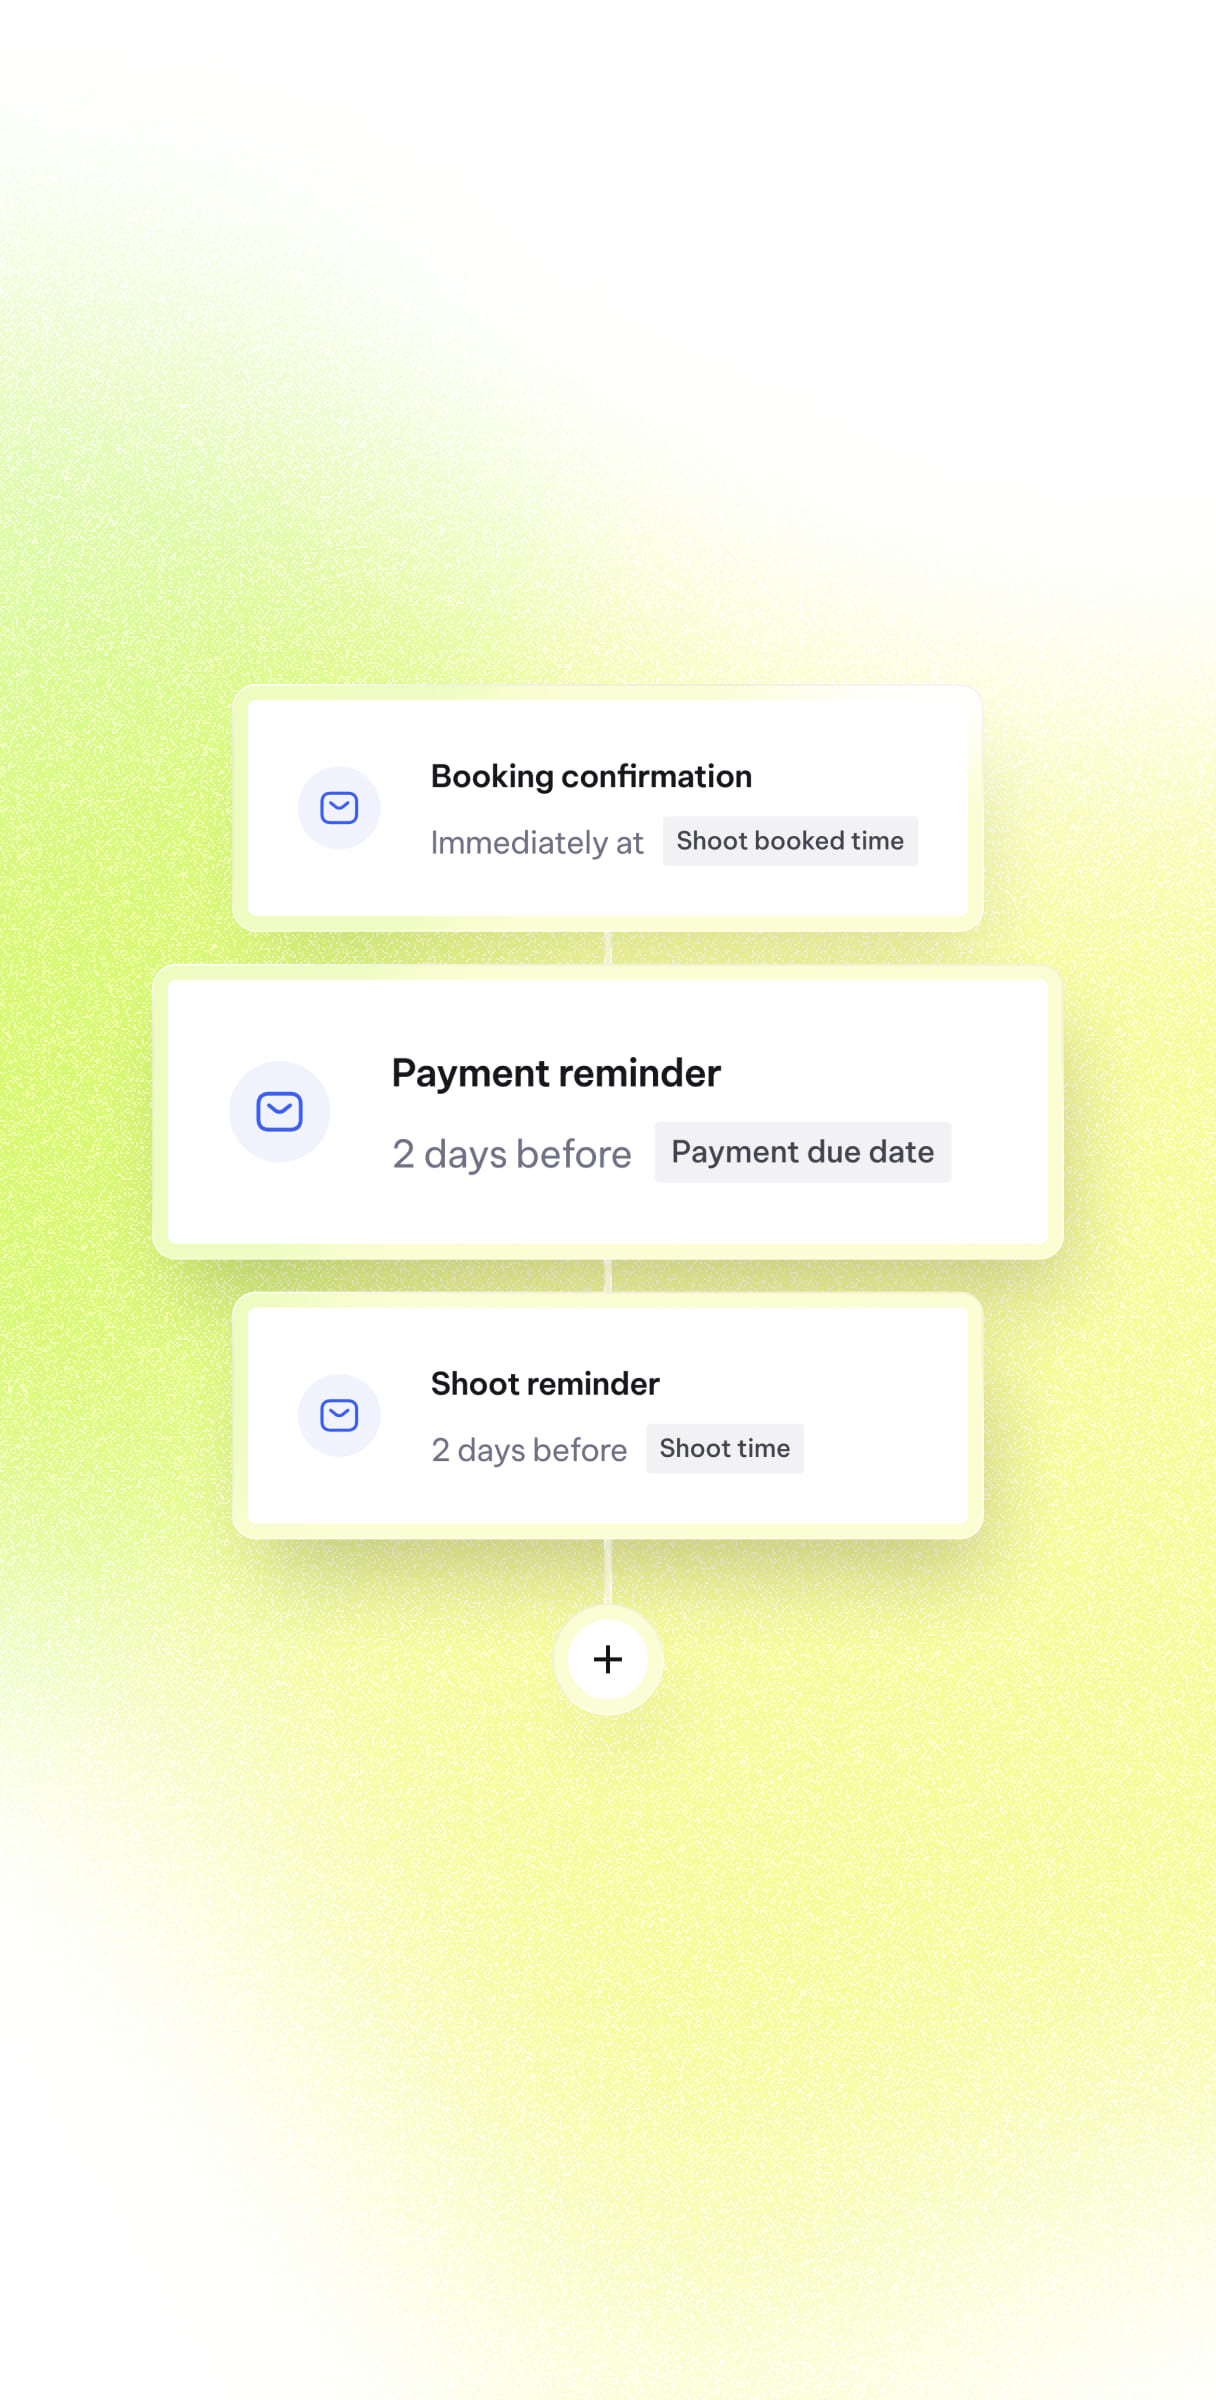 Booking confirmation
Immediately at Shoot booked time
Payment reminder
2 days before Payment due date
Shoot reminder
2 days before Shoot time